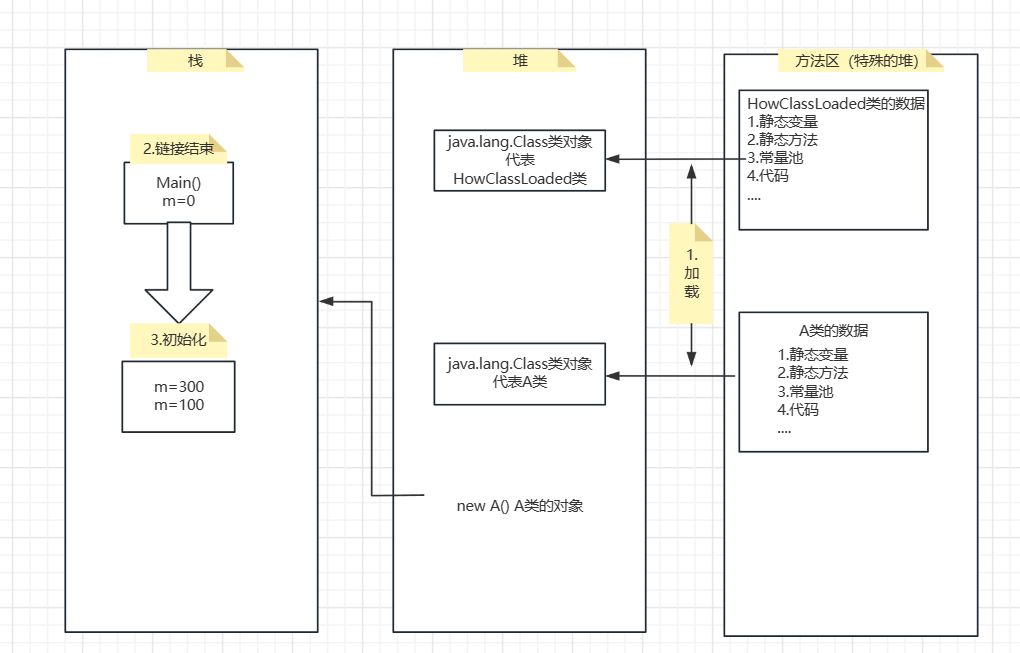 栈
2.链接结束
Main()
m=0
3.初始化
m=300
m=100
堆
java.lang.Class类对象
代表
HowClassLoaded类
java.lang.Class类对象
代表A类
new A() A类的对象
1.
加
载
方法区（特殊的堆）
HowClassLoaded类的数据
1.静态变量
2.静态方法
3.常量池
4.代码
....
A类的数据
1.静态变量
2.静态方法
3.常量池
4.代码
....